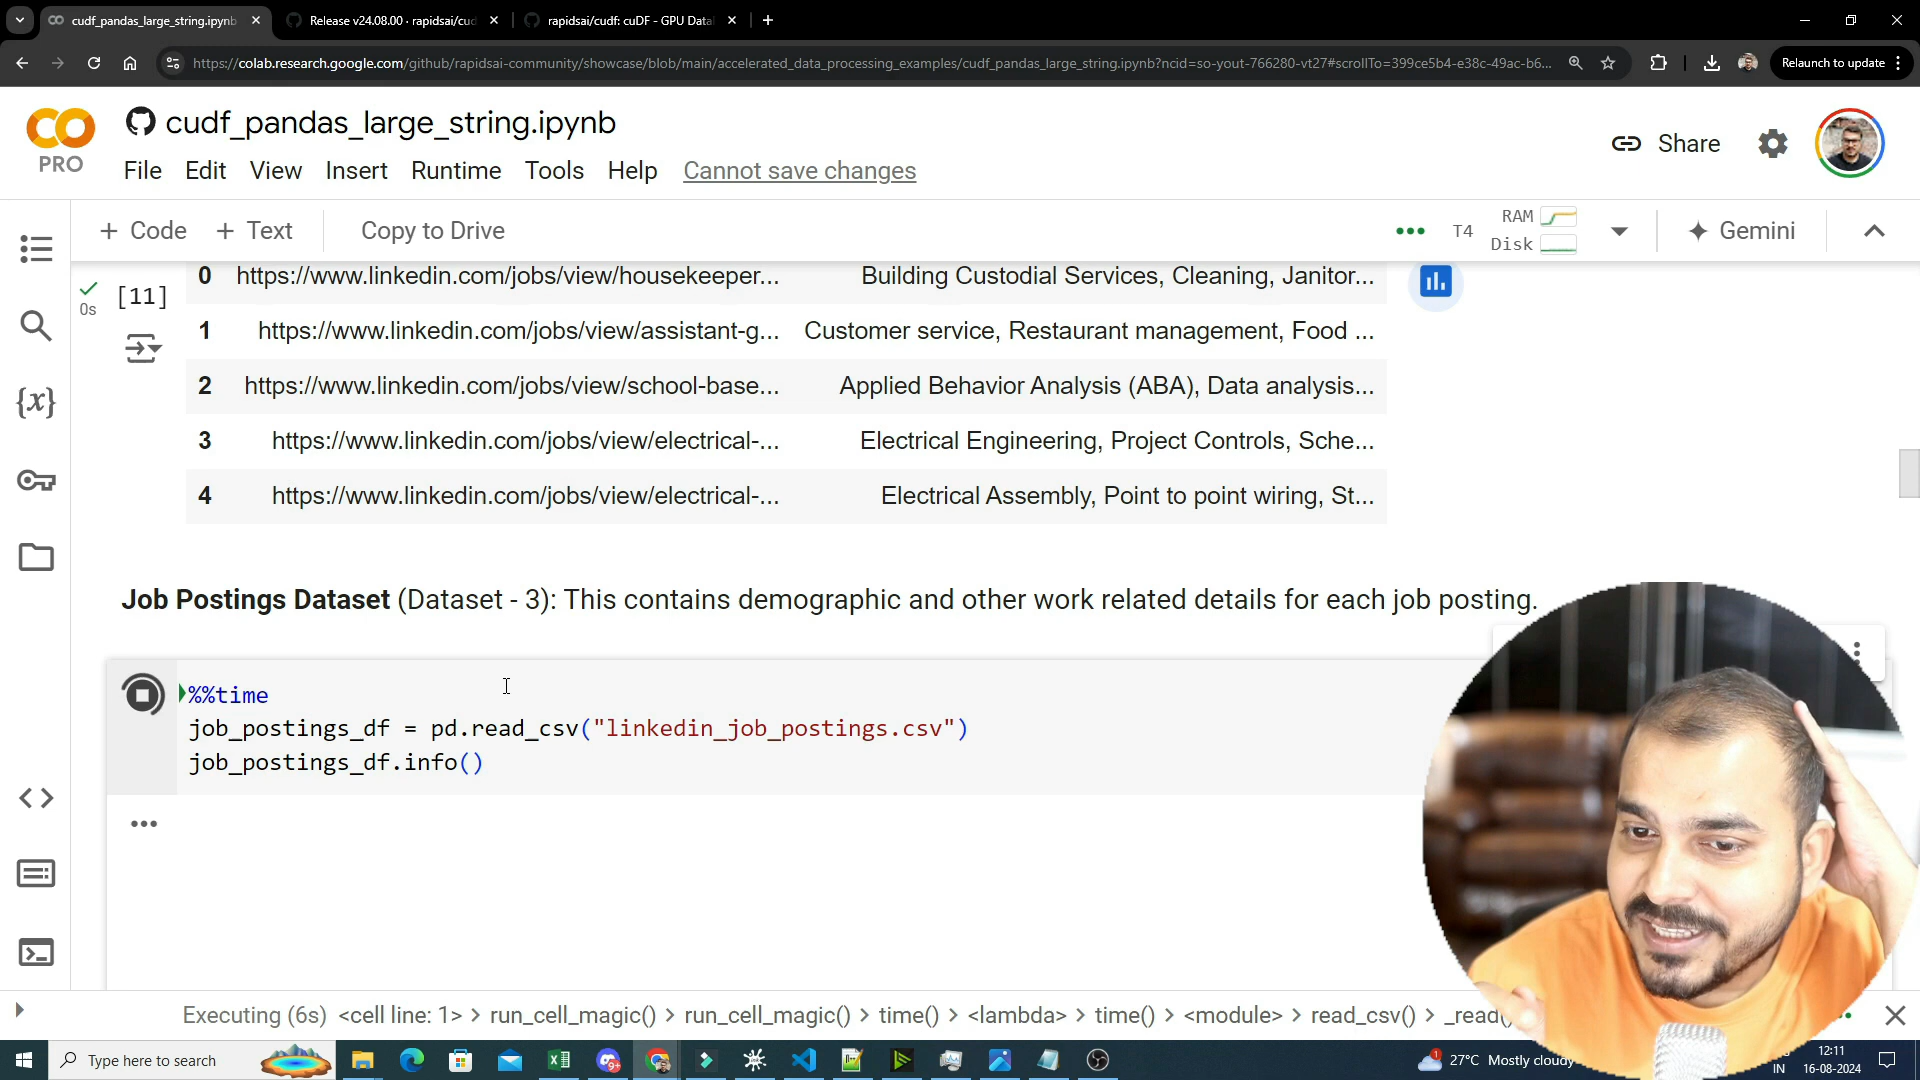 cudf_pandas_large_string.ipynb
Release v24.08.00 · rapidsai/cud
rapidsai/cudf: cuDF - GPU Data
https://colab.research.google.com/github/rapidsai-community/showcase/blob/main/accelerated_data_processing_examples/cudf_pandas_large_string.ipynb?ncid=so-yout-766280-vt27#scrollTo=399ce5b4-e38c-49ac-b6...
Relaunch to update
cudf_pandas_large_string.ipynb
PRO
File Edit View Insert Runtime Tools Help Cannot save changes
Share
+ Code + Text Copy to Drive
T4
RAM
Disk
Gemini
0 https://www.linkedin.com/jobs/view/housekeeper... Building Custodial Services, Cleaning, Janitor...
0s
[11]
1 https://www.linkedin.com/jobs/view/assistant-g... Customer service, Restaurant management, Food ...
2 https://www.linkedin.com/jobs/view/school-base... Applied Behavior Analysis (ABA), Data analysis...
3 https://www.linkedin.com/jobs/view/electrical-... Electrical Engineering, Project Controls, Sche...
4 https://www.linkedin.com/jobs/view/electrical-... Electrical Assembly, Point to point wiring, St...
Job Postings Dataset (Dataset - 3): This contains demographic and other work related details for each job posting.
%%time
job_postings_df = pd.read_csv("linkedin_job_postings.csv")
job_postings_df.info()
Executing (6s) <cell line: 1> > run_cell_magic() > run_cell_magic() > time() > <lambda> > time() > <module> > read_csv() > _read()
Type here to search
27°C Mostly cloudy
IN
12:11
16-08-2024